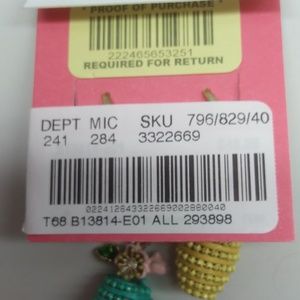 * PROOF OF PURCHASE *
222465653251
REQUIRED FOR RETURN
DEPT MIC SKU 796/829/40
241 284 3322669
022412843322669002880040
T68 B13814-E01 ALL 293898